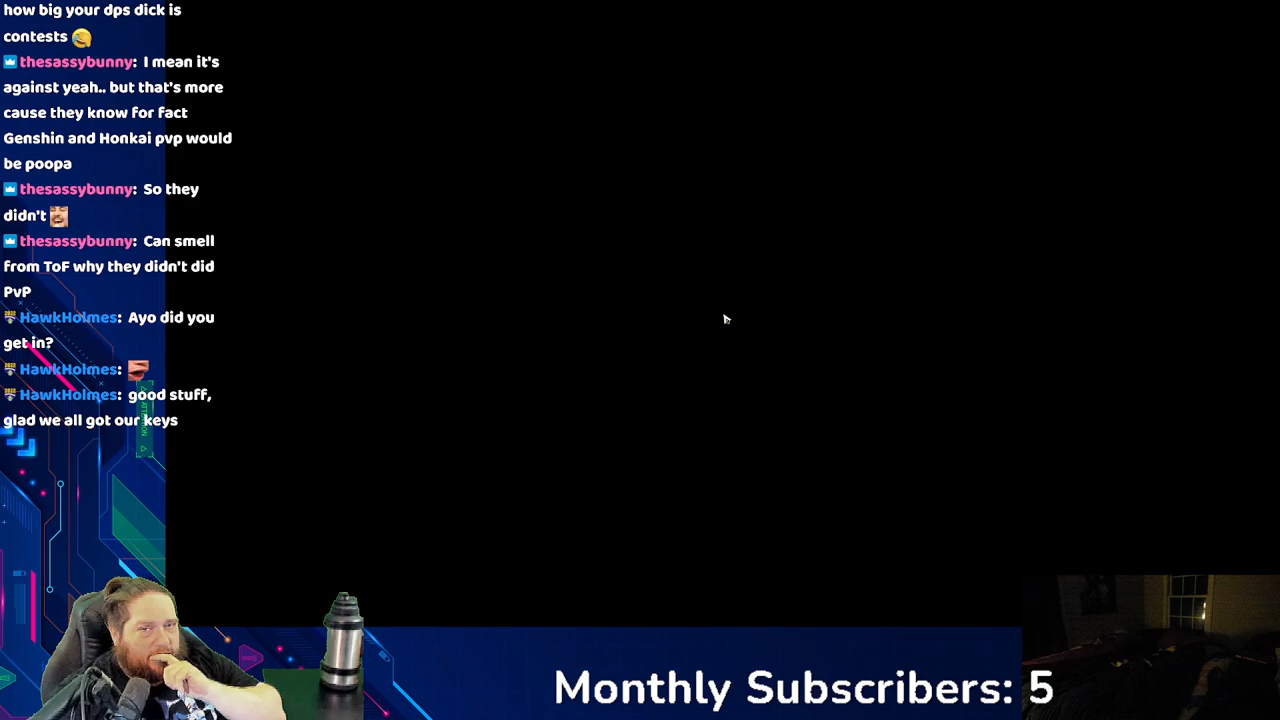 how big your dps dick is
contests
thesassybunny: I mean it's
against yeah.. but that's more
cause they know for fact
Genshin and Honkai pvp would
be poopa
thesassybunny: So they
didn't
thesassybunny: Can smell
from ToF why they didn't did
PvP
HawkHolmes: Ayo did you
get in?
HawkHolmes:
HawkHolmes: good stuff,
glad we all got our keys
Monthly Subscribers: 5